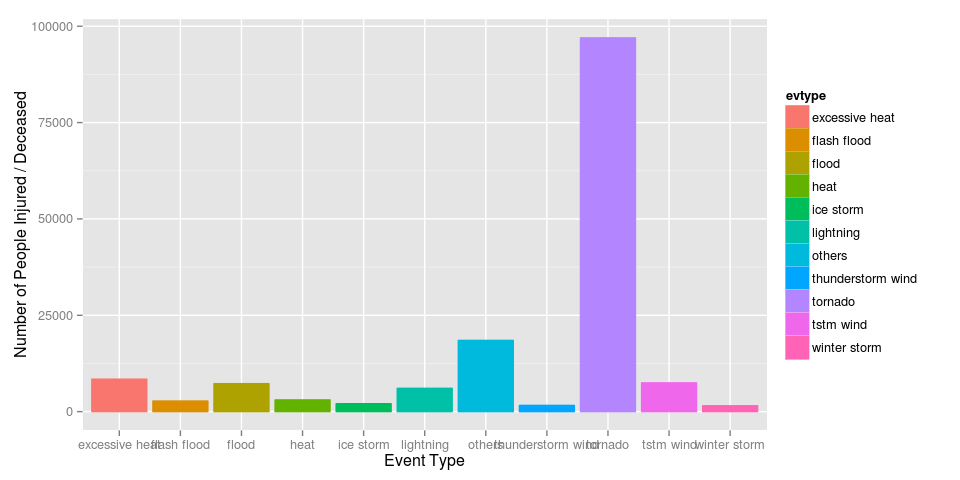 100000
75000
50000
25000
0
Number of People Injured / Deceased
excessive heat flash flood flood heat ice storm lightning others thunderstorm wind tornado tstm wind winter storm
Event Type
evtype
excessive heat
flash flood
flood
heat
ice storm
lightning
others
thunderstorm wind
tornado
tstm wind
winter storm